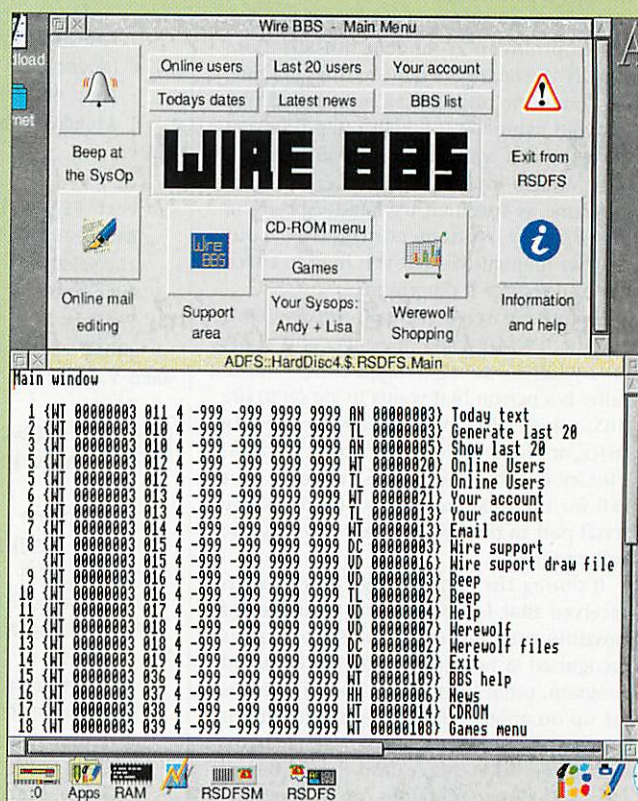 Wire BBS - Main Menu
Online users
Last 20 users
Your account
Todays dates
Latest news
BBS list
Beep at
the SysOp
WIRE BBS
Exit from
RSDFS
Online mail
editing
Wire
BBS
Support
area
CD-ROM menu
Games
Your Sysops:
Andy + Lisa
Werewolf
Shopping
Information
and help
ADFS::HardDisc4.$.RSDFS.Main
Main window
1 {WT 00000003 011 4 -999 -999 9999 9999 AN 00000003} Today text
2 {WT 00000003 010 4 -999 -999 9999 9999 TL 00000003} Generate last 20
3 {WT 00000003 010 4 -999 -999 9999 9999 AN 00000005} Show last 20
5 {WT 00000003 012 4 -999 -999 9999 9999 WT 00000020} Online Users
5 {WT 00000003 012 4 -999 -999 9999 9999 TL 00000012} Online Users
6 {WT 00000003 013 4 -999 -999 9999 9999 WT 00000021} Your account
6 {WT 00000003 013 4 -999 -999 9999 9999 TL 00000013} Your account
7 {WT 00000003 014 4 -999 -999 9999 9999 WT 00000013} Email
8 {WT 00000003 015 4 -999 -999 9999 9999 DC 00000003} Wire support
{WT 00000003 015 4 -999 -999 9999 9999 VD 00000016} Wire suport draw file
9 {WT 00000003 016 4 -999 -999 9999 9999 VD 00000003} Beep
10 {WT 00000003 016 4 -999 -999 9999 9999 TL 00000002} Beep
11 {WT 00000003 017 4 -999 -999 9999 9999 VD 00000004} Help
12 {WT 00000003 018 4 -999 -999 9999 9999 VD 00000007} Werewolf
13 {WT 00000003 018 4 -999 -999 9999 9999 DC 00000002} Werewolf files
14 {WT 00000003 019 4 -999 -999 9999 9999 VD 00000002} Exit
15 {WT 00000003 036 4 -999 -999 9999 9999 WT 00000109} BBS help
16 {WT 00000003 037 4 -999 -999 9999 9999 HH 00000006} News
17 {WT 00000003 038 4 -999 -999 9999 9999 WT 00000014} CDROM
18 {WT 00000003 039 4 -999 -999 9999 9999 WT 00000108} Games menu
:0
Apps
RAM
RSDFSM
RSDFS